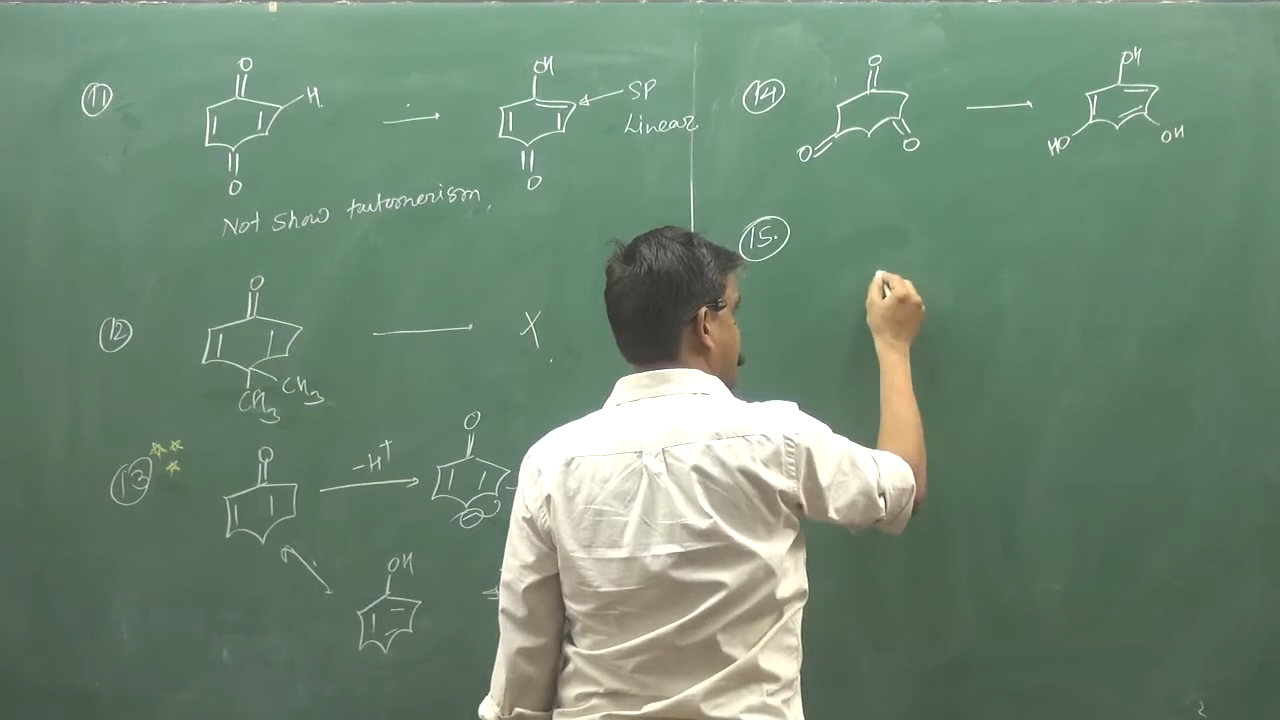 11
O
H
O
OH
SP
Linear
O
Not show tautomerism.
12
O
CH3
CH3
X
13
O
-H+
O
⊖
OH
14
O
O
O
OH
HO
OH
15.